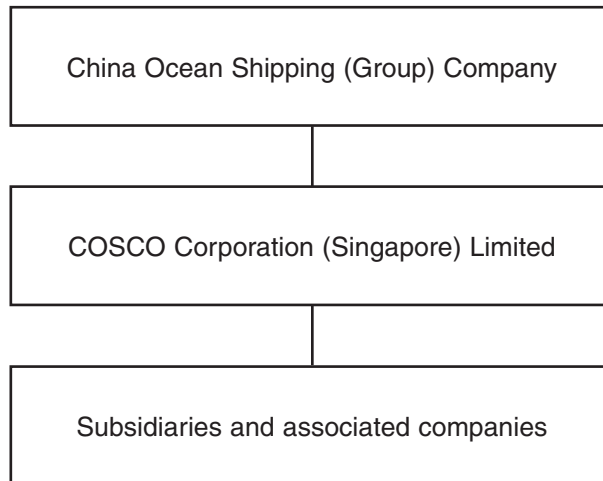 China Ocean Shipping (Group) Company
COSCO Corporation (Singapore) Limited
Subsidiaries and associated companies